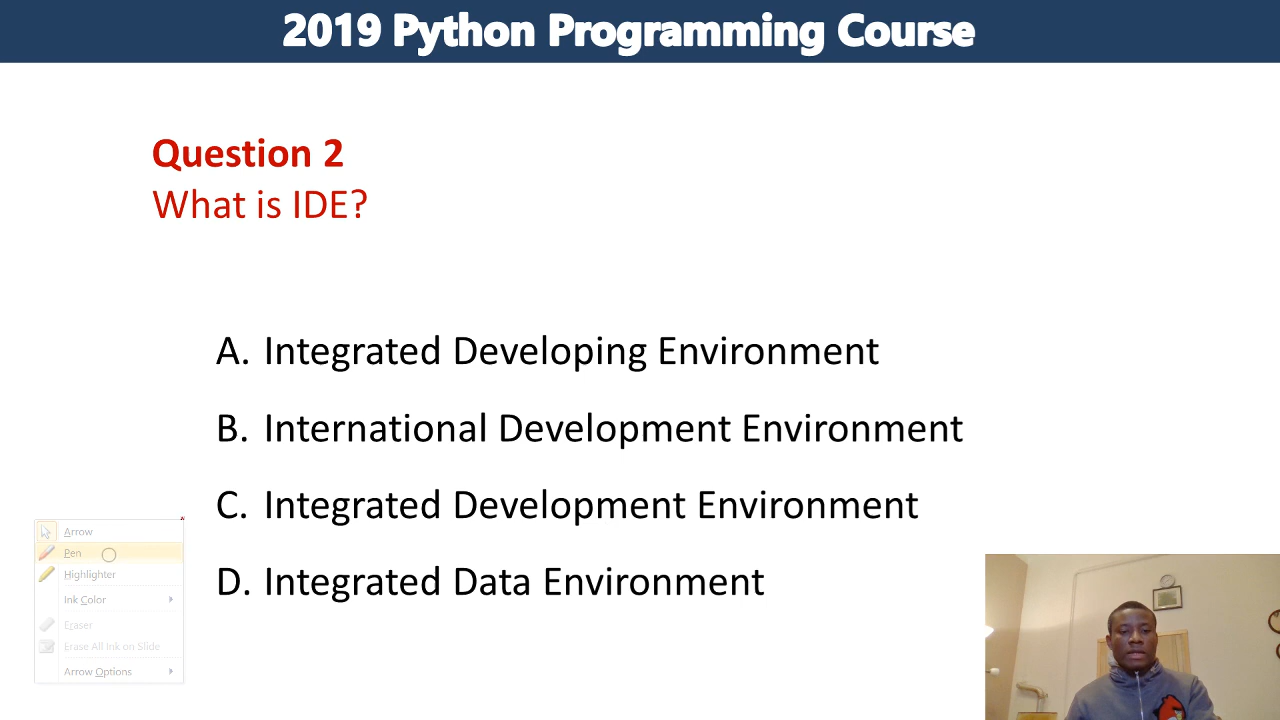 2019 Python Programming Course
Question 2
What is IDE?
A. Integrated Developing Environment
B. International Development Environment
C. Integrated Development Environment
D. Integrated Data Environment
Arrow
Pen
Highlighter
Ink Color
Eraser
Erase All Ink on Slide
Arrow Options